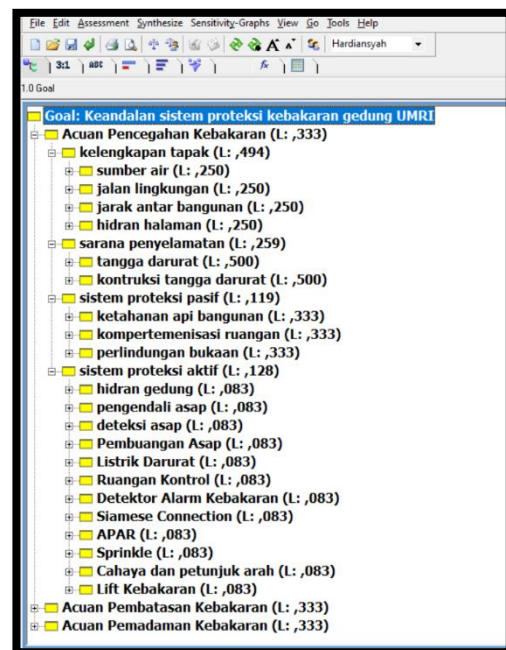 File Edit Assessment Synthesize Sensitivity-Graphs View Go Tools Help
Hardiansyah
3:1 ABC fx
1.0 Goal
Goal: Keandalan sistem proteksi kebakaran gedung UMRI
Acuan Pencegahan Kebakaran (L: ,333)
kelengkapan tapak (L: ,494)
sumber air (L: ,250)
jalan lingkungan (L: ,250)
jarak antar bangunan (L: ,250)
hidran halaman (L: ,250)
sarana penyelamatan (L: ,259)
tangga darurat (L: ,500)
kontruksi tangga darurat (L: ,500)
sistem proteksi pasif (L: ,119)
ketahanan api bangunan (L: ,333)
kompertemenisasi ruangan (L: ,333)
perlindungan bukaan (L: ,333)
sistem proteksi aktif (L: ,128)
hidran gedung (L: ,083)
pengendali asap (L: ,083)
deteksi asap (L: ,083)
Pembuangan Asap (L: ,083)
Listrik Darurat (L: ,083)
Ruangan Kontrol (L: ,083)
Detektor Alarm Kebakaran (L: ,083)
Siamese Connection (L: ,083)
APAR (L: ,083)
Sprinkle (L: ,083)
Cahaya dan petunjuk arah (L: ,083)
Lift Kebakaran (L: ,083)
Acuan Pembatasan Kebakaran (L: ,333)
Acuan Pemadaman Kebakaran (L: ,333)